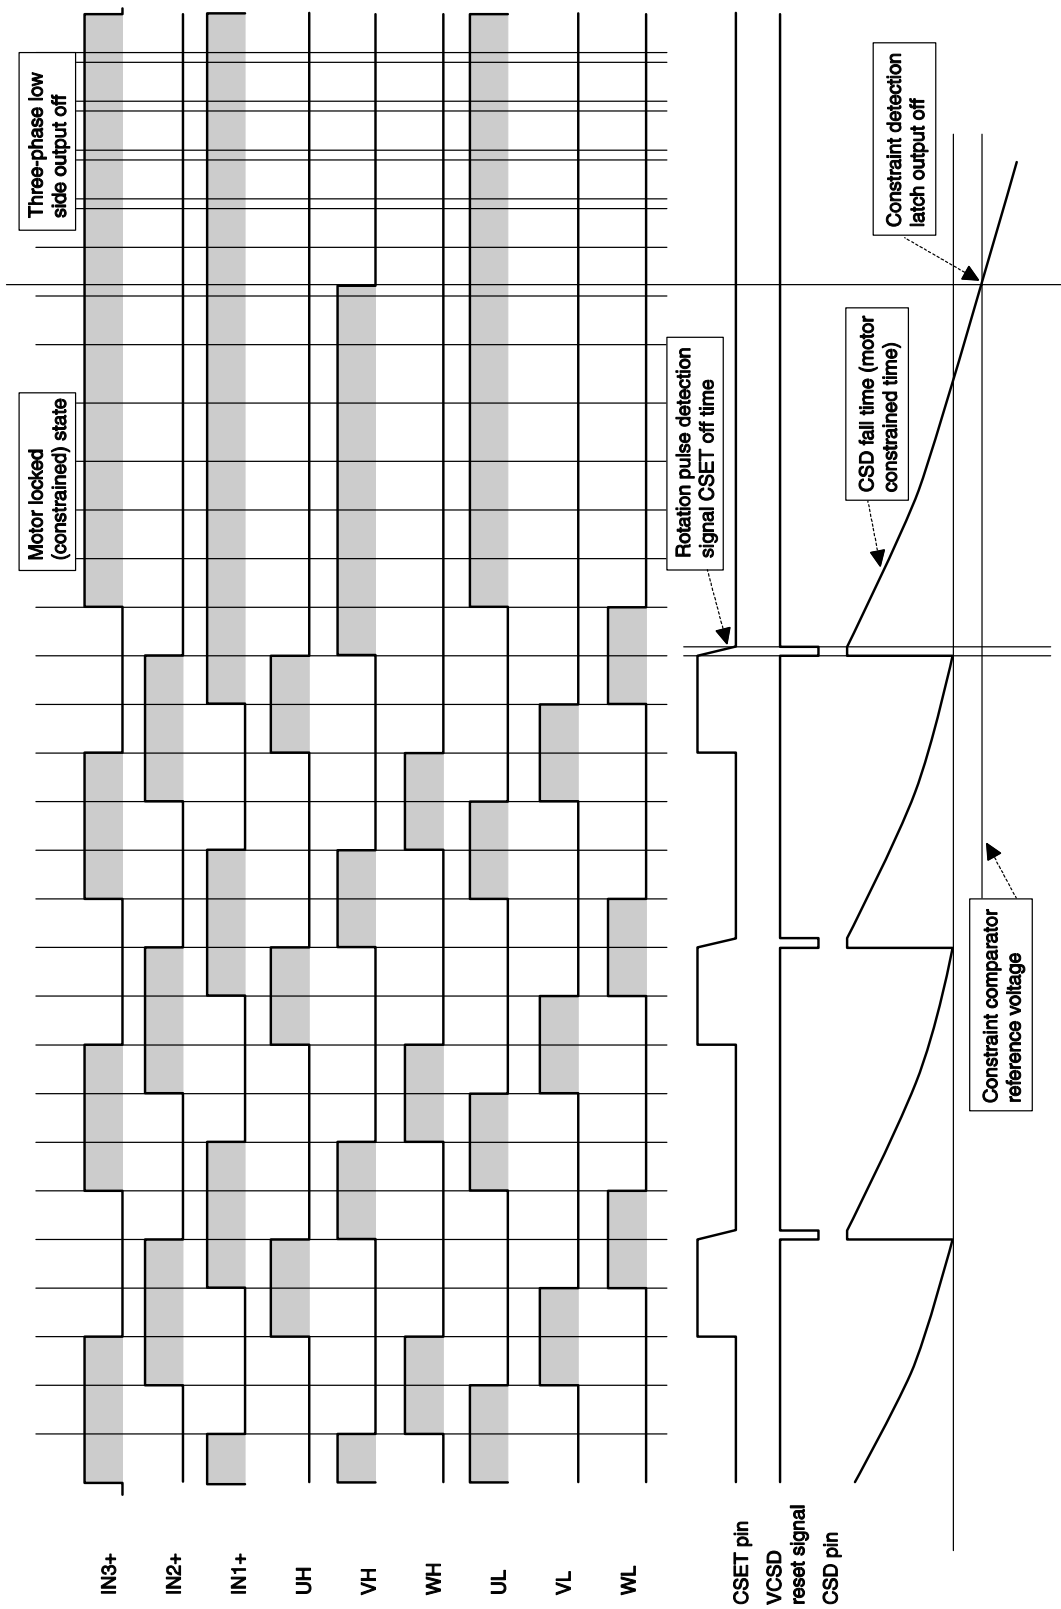 IN3+
IN2+
IN1+
UH
VH
WH
UL
VL
WL
CSET pin
VCSD
reset signal
CSD pin
Motor locked
(constrained) state
Three-phase low
side output off
Rotation pulse detection
signal CSET off time
CSD fall time (motor
constrained time)
Constraint detection
latch output off
Constraint comparator
reference voltage